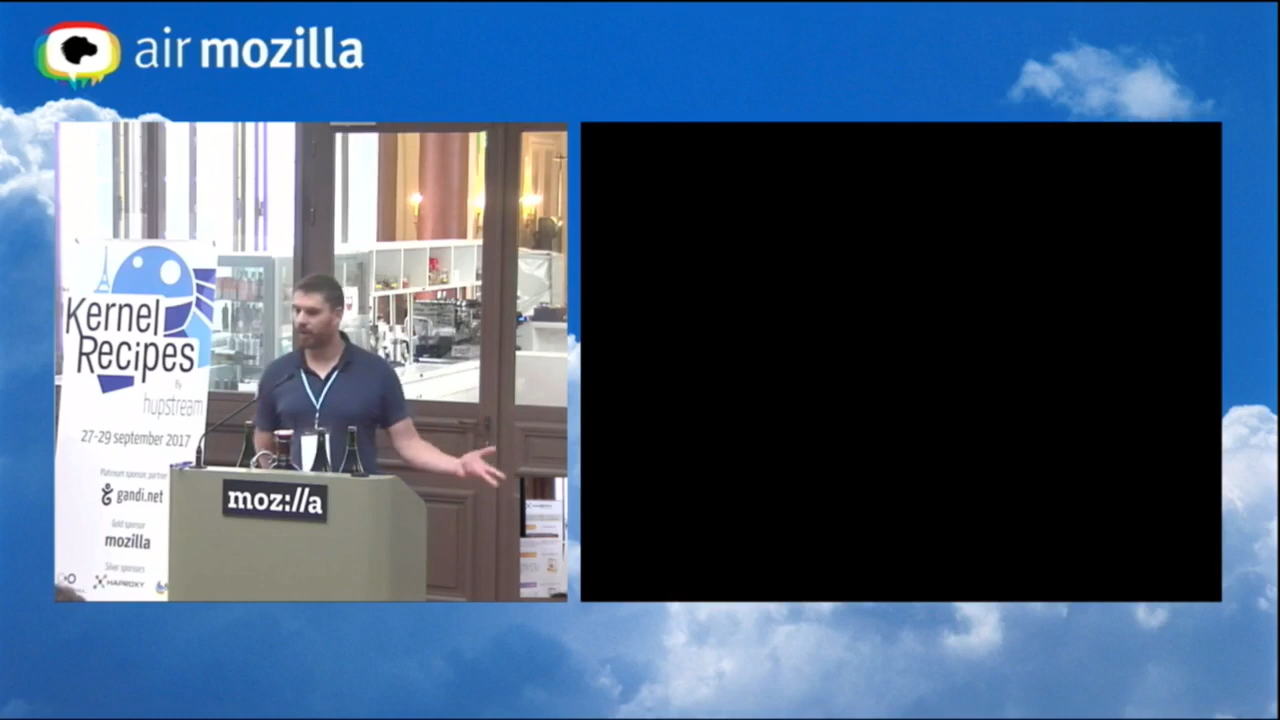 air mozilla
Kernel
Recipes
By
hupstream
27-29 september 2017
Platinum sponsor, partner
gandi.net
Gold sponsor
mozilla
Silver sponsors
HAPROXY
moz://a